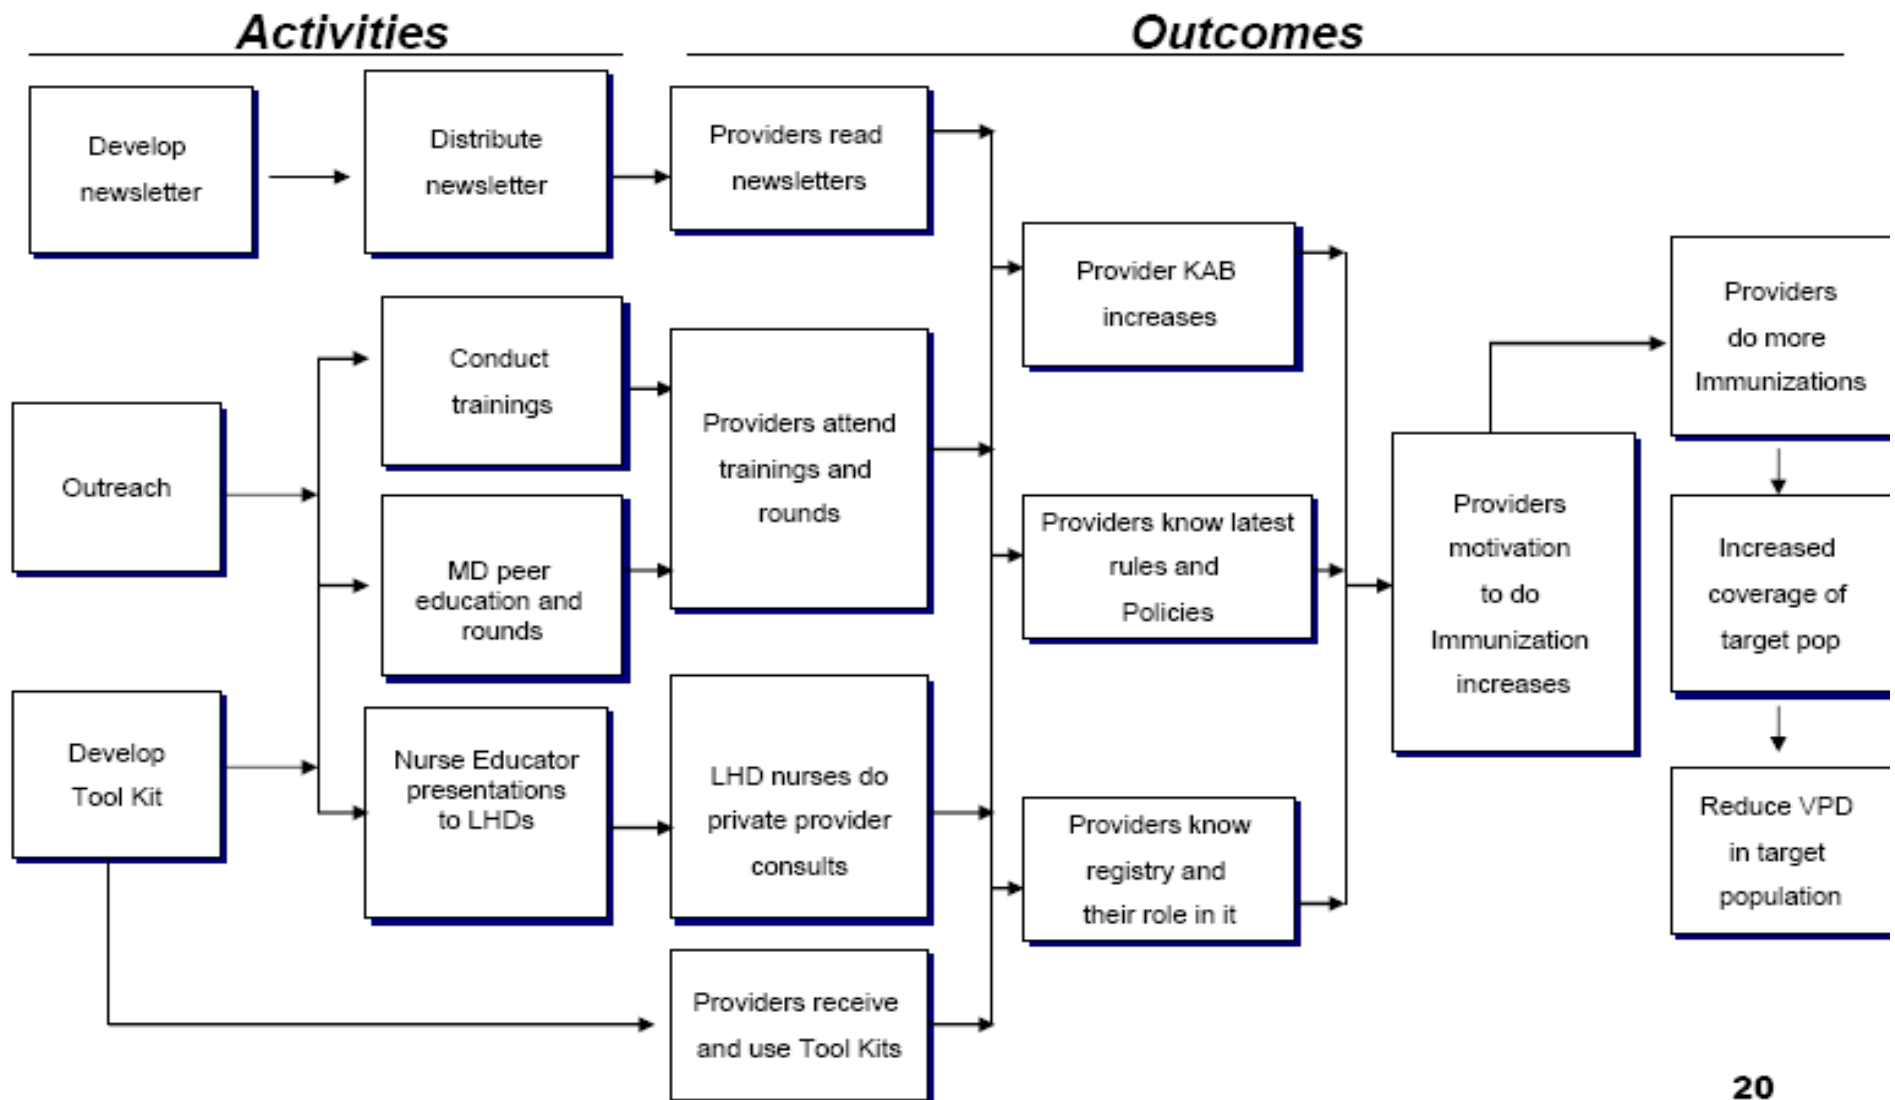 Activities
Outcomes
Develop
newsletter
Distribute
newsletter
Providers read
newsletters
Provider KAB
increases
Providers
do more
Immunizations
Conduct
trainings
Outreach
Providers attend
trainings and
rounds
MD peer
education and
rounds
Providers know latest
rules and
Policies
Providers
motivation
to do
Immunization
increases
Increased
coverage of
target pop
Develop
Tool Kit
Nurse Educator
presentations
to LHDs
LHD nurses do
private provider
consults
Providers know
registry and
their role in it
Reduce VPD
in target
population
Providers receive
and use Tool Kits
20